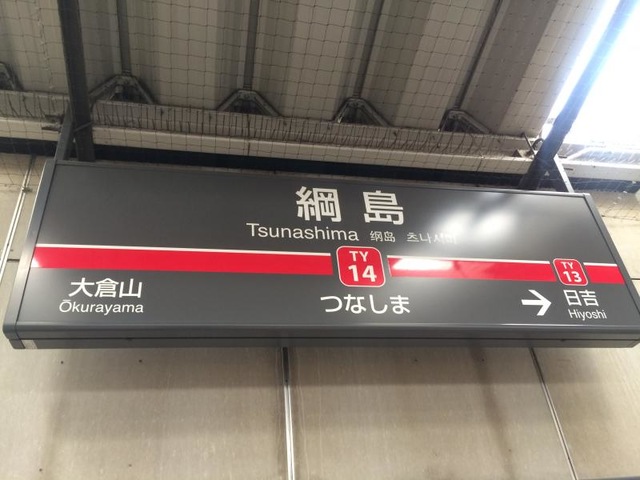 綱島
Tsunashima 纲岛 츠나시마
TY
14
TY
13
大倉山
Ōkurayama
つなしま
→ 日吉
Hiyoshi